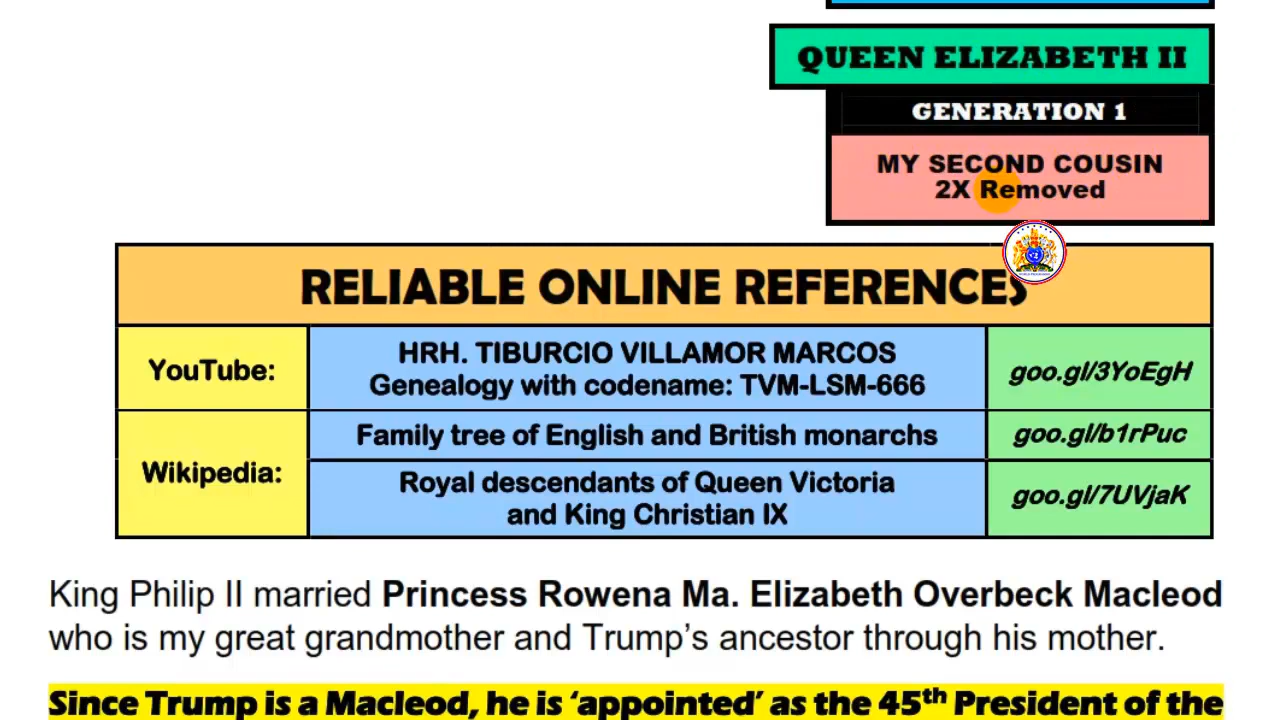 QUEEN ELIZABETH II
GENERATION 1
MY SECOND COUSIN
2X Removed
RELIABLE ONLINE REFERENCES
YouTube:
HRH. TIBURCIO VILLAMOR MARCOS
Genealogy with codename: TVM-LSM-666
goo.gl/3YoEgH
Wikipedia:
Family tree of English and British monarchs
goo.gl/b1rPuc
Royal descendants of Queen Victoria
and King Christian IX
goo.gl/7UVjaK
King Philip II married Princess Rowena Ma. Elizabeth Overbeck Macleod
who is my great grandmother and Trump’s ancestor through his mother.
Since Trump is a Macleod, he is ‘appointed’ as the 45th President of the